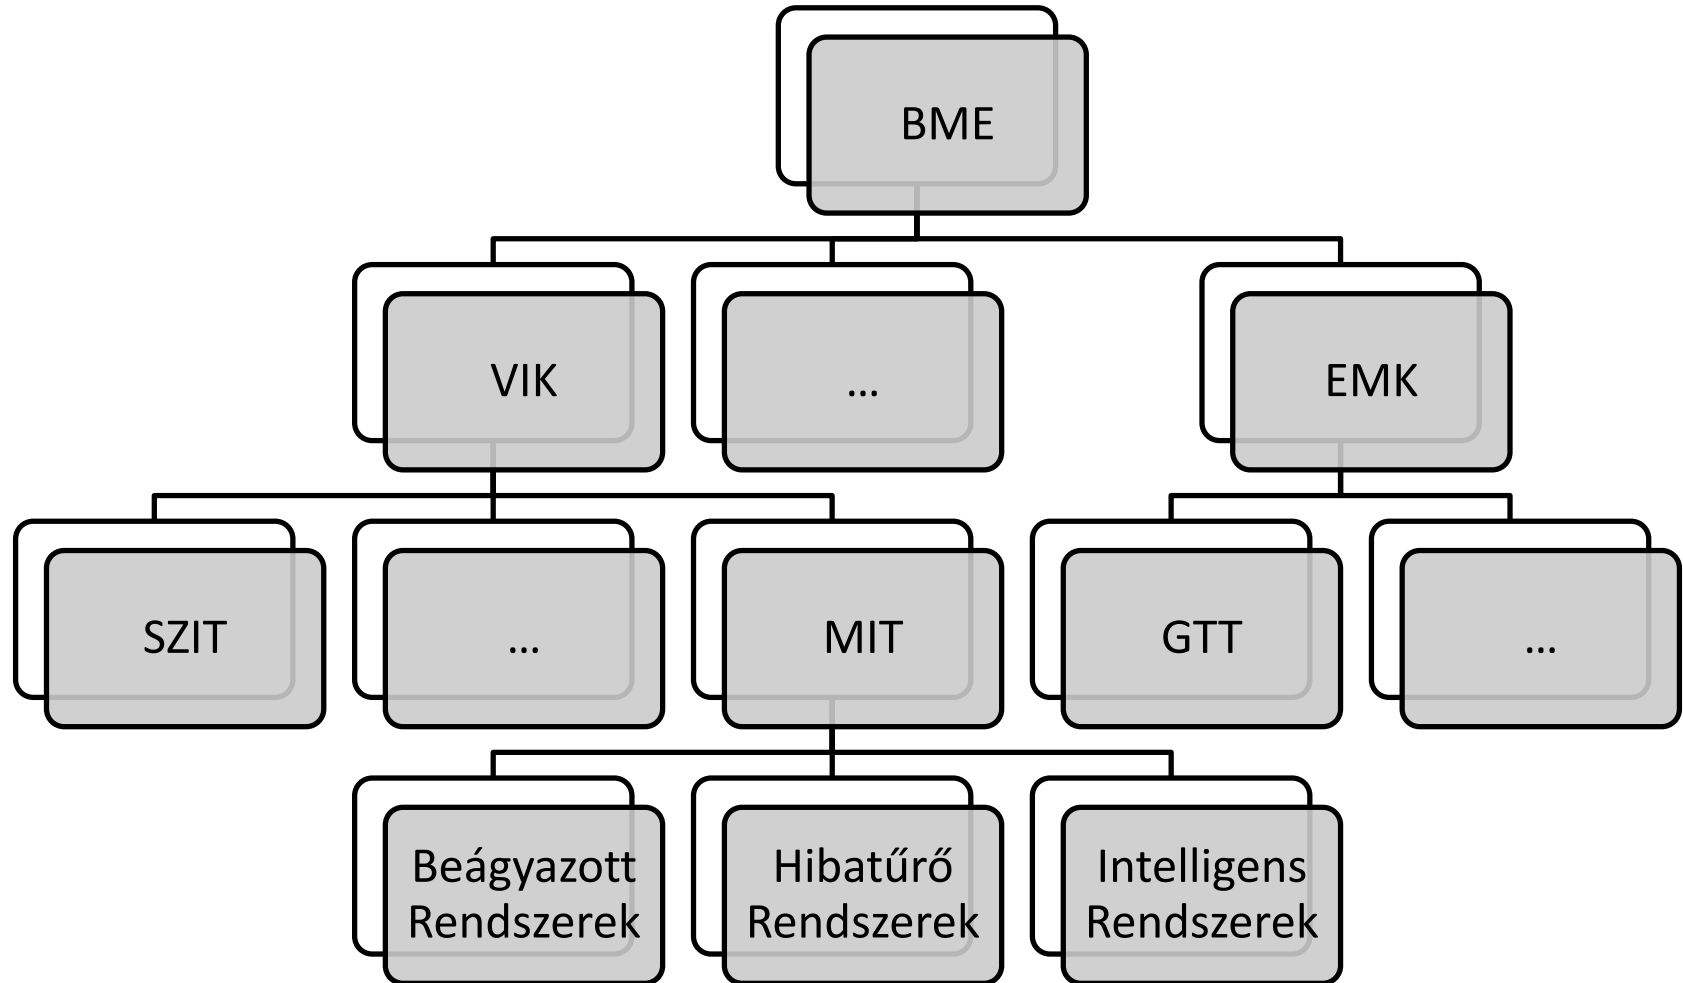 BME
VIK
...
EMK
SZIT
...
MIT
GTT
...
Beágyazott
Rendszerek
Hibatűrő
Rendszerek
Intelligens
Rendszerek